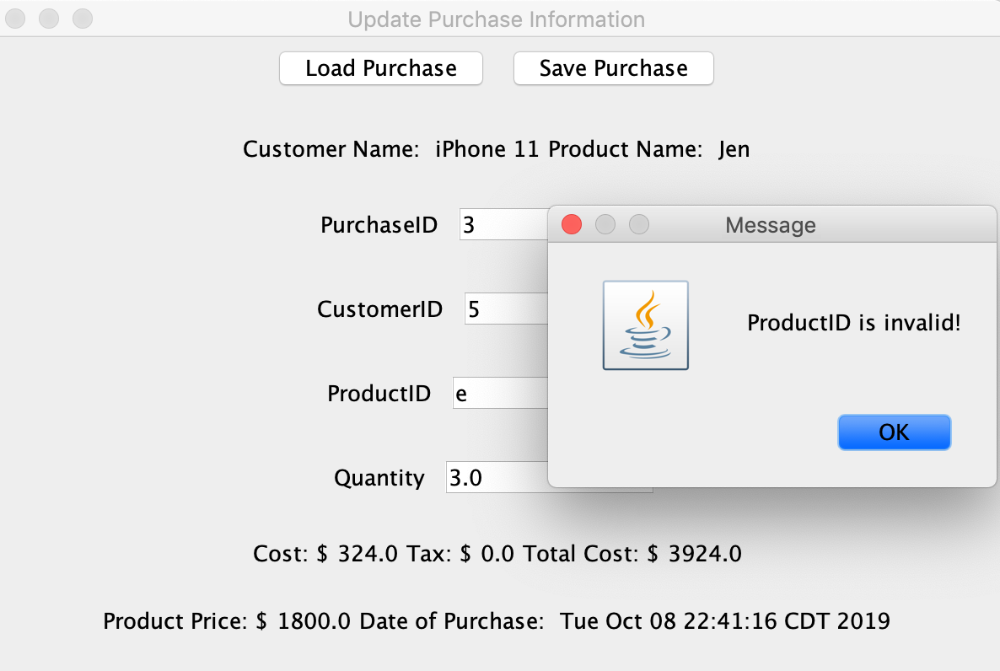 Update Purchase Information
Load Purchase Save Purchase
Customer Name: iPhone 11 Product Name: Jen
PurchaseID 3
CustomerID 5
ProductID e
Quantity 3.0
Cost: $ 324.0 Tax: $ 0.0 Total Cost: $ 3924.0
Product Price: $ 1800.0 Date of Purchase: Tue Oct 08 22:41:16 CDT 2019
Message
ProductID is invalid!
OK